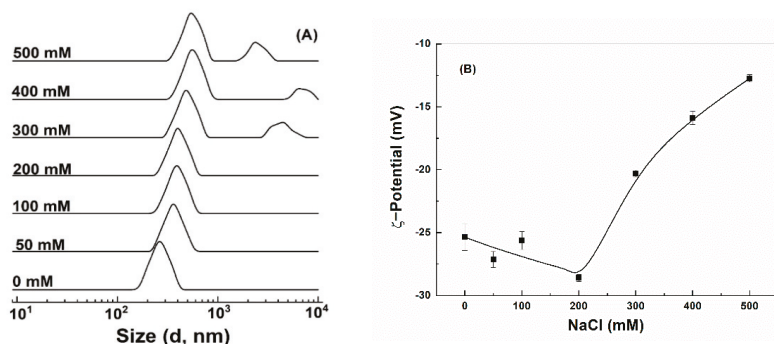 (A)
500 mM
400 mM
300 mM
200 mM
100 mM
50 mM
0 mM
10¹ 10² 10³ 10⁴
Size (d, nm)
(B)
-10
-15
-20
-25
-30
ζ−Potential (mV)
0 100 200 300 400 500
NaCl (mM)